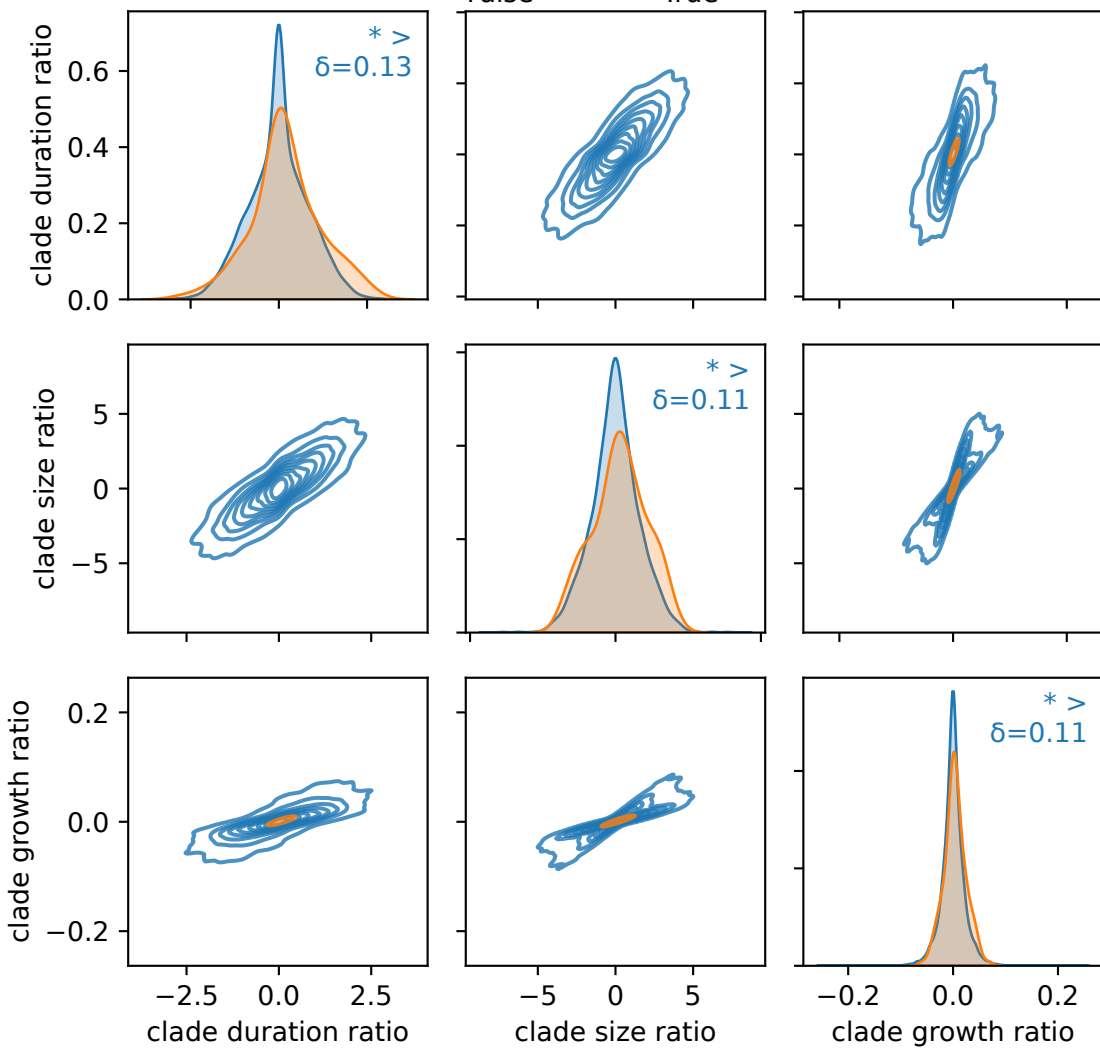 * >
δ=0.13
clade duration ratio
0.6
0.4
0.2
0.0
* >
δ=0.11
clade size ratio
5
0
−5
* >
δ=0.11
clade growth ratio
0.2
0.0
−0.2
−2.5 0.0 2.5 −5 0 5 −0.2 0.0 0.2
clade duration ratio clade size ratio clade growth ratio